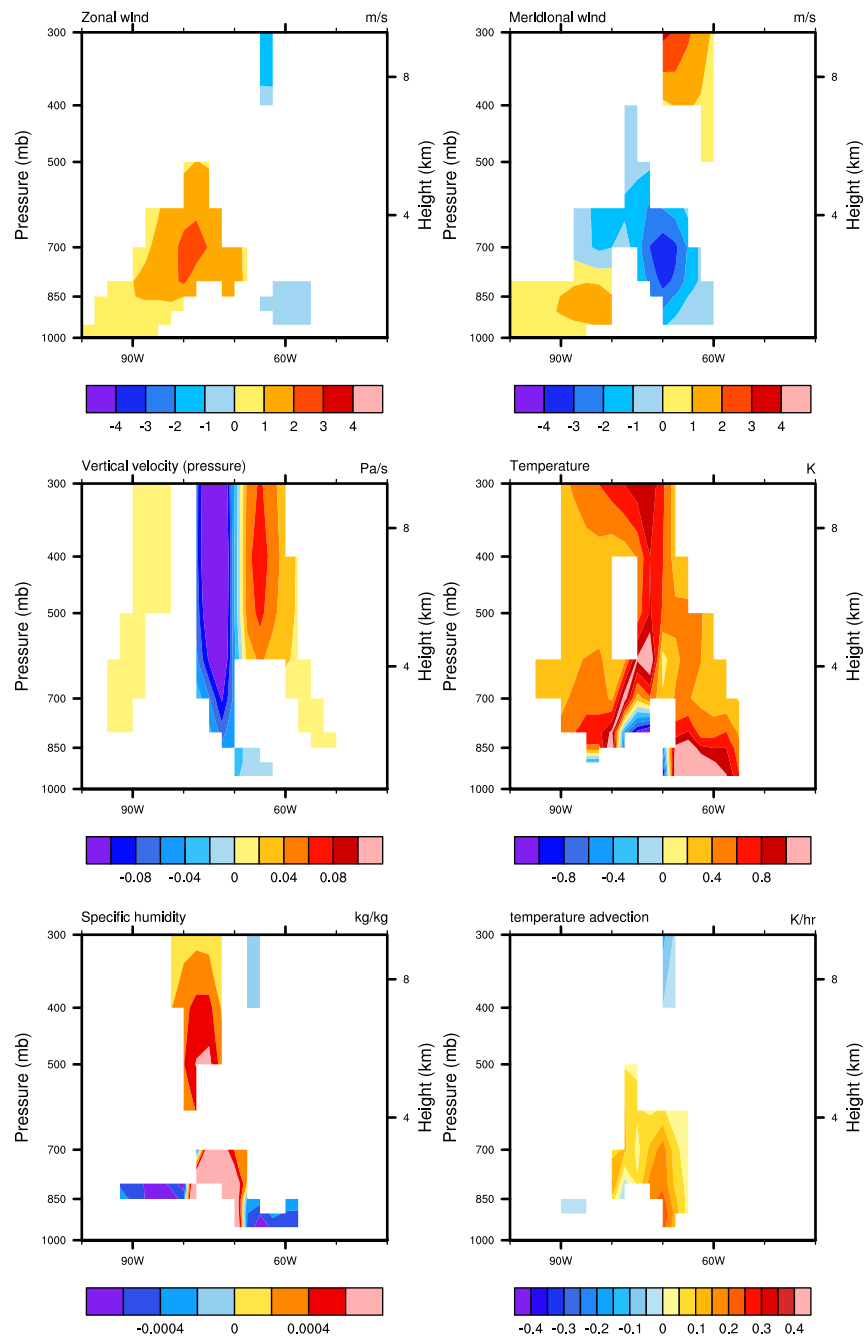 Zonal wind m/s
Meridional wind m/s
300
400
500
700
850
1000
Pressure (mb)
8
4
Height (km)
90W 60W
-4 -3 -2 -1 0 1 2 3 4
300
400
500
700
850
1000
Pressure (mb)
8
4
Height (km)
90W 60W
-4 -3 -2 -1 0 1 2 3 4
Vertical velocity (pressure) Pa/s
Temperature K
300
400
500
700
850
1000
Pressure (mb)
8
4
Height (km)
90W 60W
-0.08 -0.04 0 0.04 0.08
300
400
500
700
850
1000
Pressure (mb)
8
4
Height (km)
90W 60W
-0.8 -0.4 0 0.4 0.8
Specific humidity kg/kg
temperature advection K/hr
300
400
500
700
850
1000
Pressure (mb)
8
4
Height (km)
90W 60W
-0.0004 0 0.0004
300
400
500
700
850
1000
Pressure (mb)
8
4
Height (km)
90W 60W
-0.4 -0.3 -0.2 -0.1 0 0.1 0.2 0.3 0.4